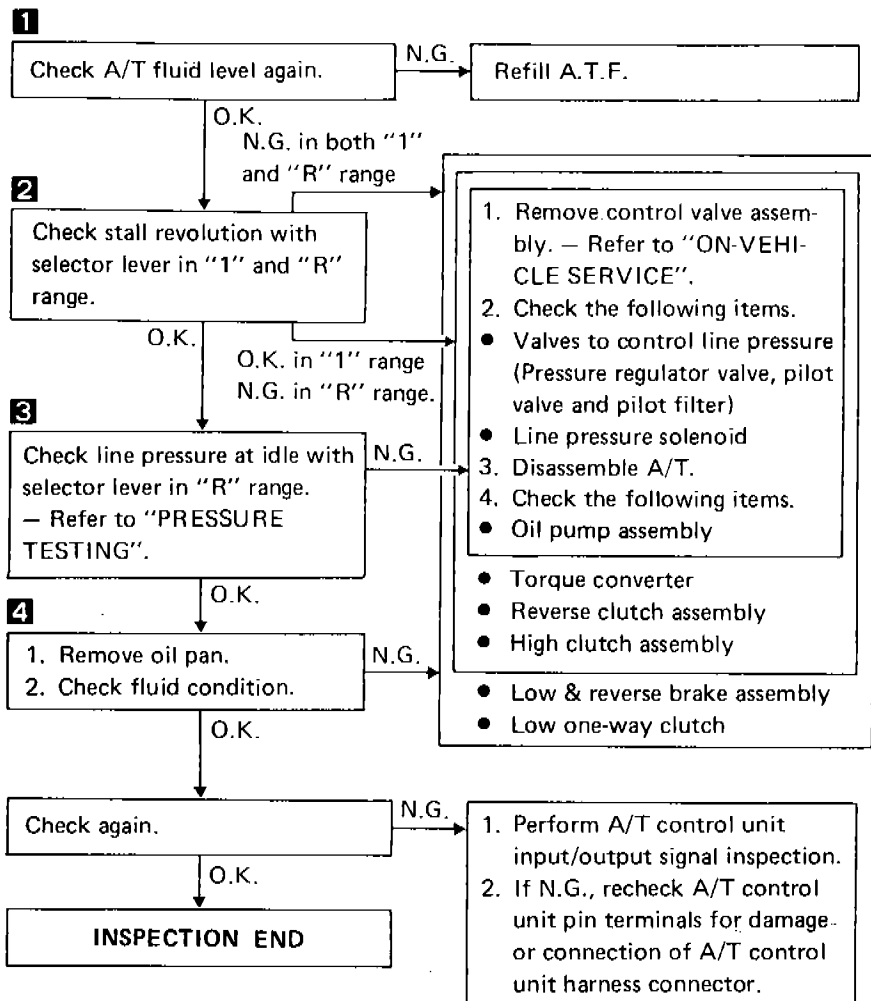 1
Check A/T fluid level again.
N.G.
Refill A.T.F.
O.K.
N.G. in both "1"
and "R" range
2
Check stall revolution with
selector lever in "1" and "R"
range.
O.K.
O.K. in "1" range
N.G. in "R" range.
1. Remove control valve assem-
bly. — Refer to "ON-VEHI-
CLE SERVICE".
2. Check the following items.
● Valves to control line pressure
(Pressure regulator valve, pilot
valve and pilot filter)
● Line pressure solenoid
3. Disassemble A/T.
4. Check the following items.
● Oil pump assembly
● Torque converter
● Reverse clutch assembly
● High clutch assembly
● Low & reverse brake assembly
● Low one-way clutch
3
Check line pressure at idle with
selector lever in "R" range.
— Refer to "PRESSURE
TESTING".
N.G.
O.K.
4
1. Remove oil pan.
2. Check fluid condition.
N.G.
O.K.
Check again.
N.G.
1. Perform A/T control unit
input/output signal inspection.
2. If N.G., recheck A/T control
unit pin terminals for damage
or connection of A/T control
unit harness connector.
O.K.
INSPECTION END